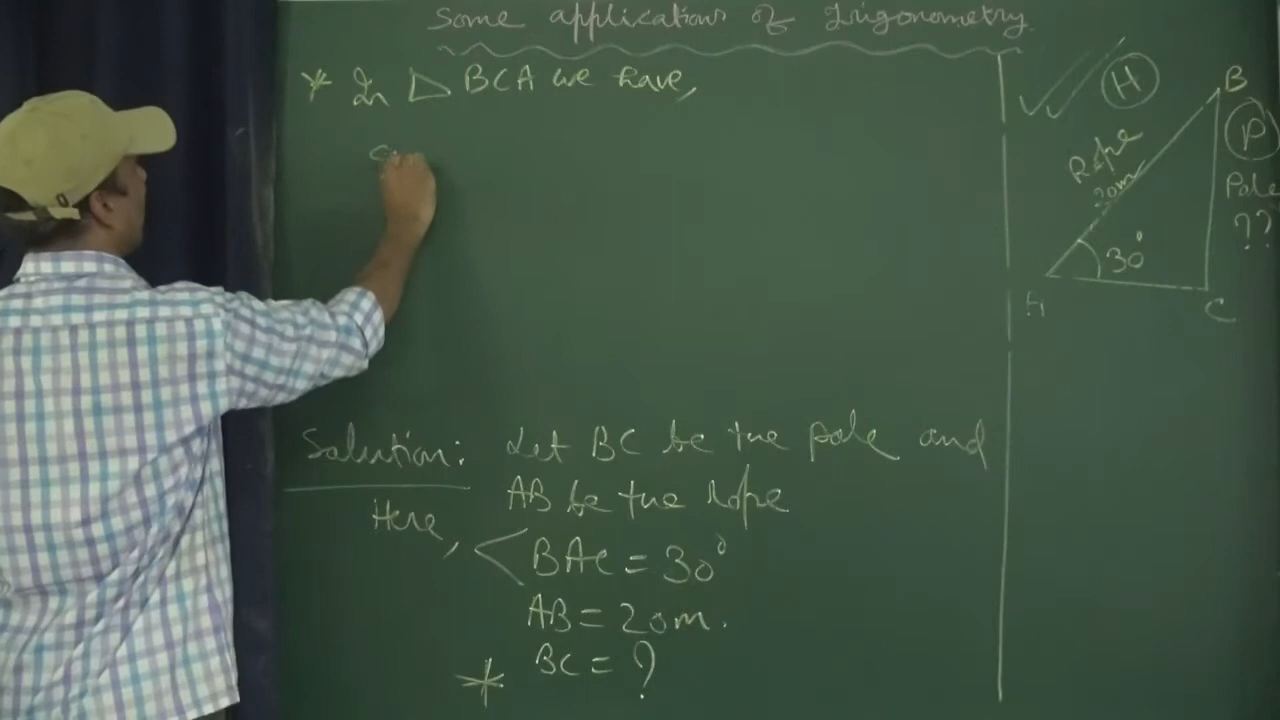 Some applications of Trigonometry
* In △ BCA we have,
Solution: Let BC be the pole and
AB be the rope
Here, < BAC = 30°
AB = 20m.
* BC = ?
H
B
P
Rope
20m
Pole
??
30°
A
C